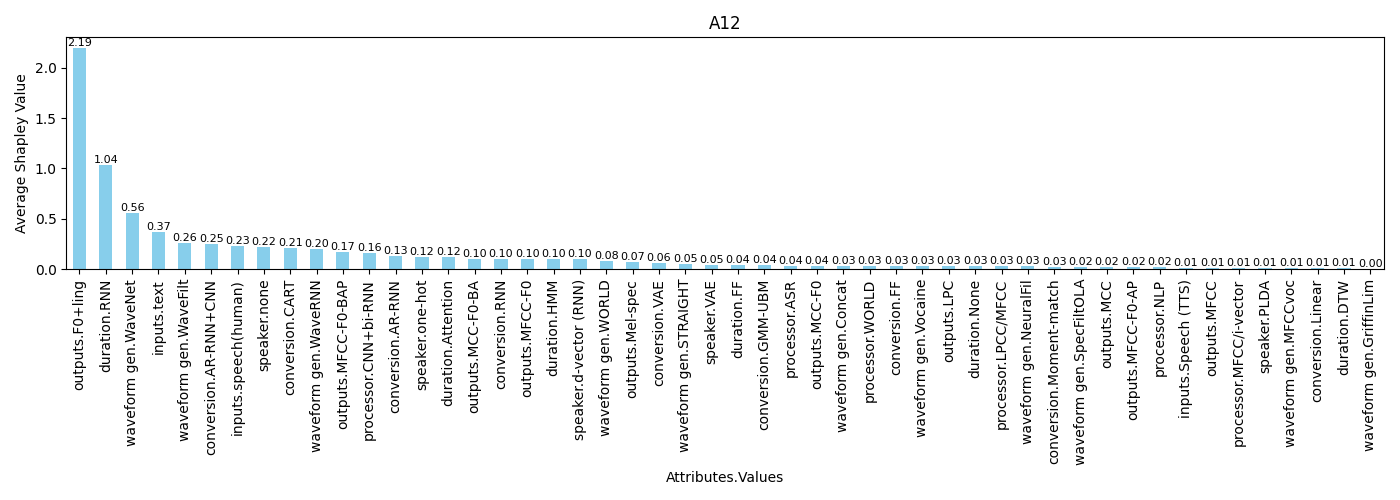 A12
Average Shapley Value
2.0
1.5
1.0
0.5
0.0
2.19
1.04
0.56
0.37
0.26
0.25
0.23
0.22
0.21
0.20
0.17
0.16
0.13
0.12
0.12
0.10
0.10
0.10
0.10
0.10
0.08
0.07
0.06
0.05
0.05
0.04
0.04
0.04
0.04
0.03
0.03
0.03
0.03
0.03
0.03
0.03
0.03
0.03
0.02
0.02
0.02
0.02
0.01
0.01
0.01
0.01
0.01
0.01
0.01
0.00
outputs.F0+ling
duration.RNN
waveform gen.WaveNet
inputs.text
waveform gen.WaveFilt
conversion.AR-RNN+CNN
inputs.speech(human)
speaker.none
conversion.CART
waveform gen.WaveRNN
outputs.MFCC-F0-BAP
processor.CNN+bi-RNN
conversion.AR-RNN
speaker.one-hot
duration.Attention
outputs.MCC-F0-BA
conversion.RNN
outputs.MFCC-F0
duration.HMM
speaker.d-vector (RNN)
waveform gen.WORLD
outputs.Mel-spec
conversion.VAE
waveform gen.STRAIGHT
speaker.VAE
duration.FF
conversion.GMM-UBM
processor.ASR
outputs.MCC-F0
waveform gen.Concat
processor.WORLD
conversion.FF
waveform gen.Vocaine
outputs.LPC
duration.None
processor.LPCC/MFCC
waveform gen.NeuralFil
conversion.Moment-match
waveform gen.SpecFiltOLA
outputs.MCC
outputs.MFCC-F0-AP
processor.NLP
inputs.Speech (TTS)
outputs.MFCC
processor.MFCC/i-vector
speaker.PLDA
waveform gen.MFCCvoc
conversion.Linear
duration.DTW
waveform gen.GriffinLim
Attributes.Values